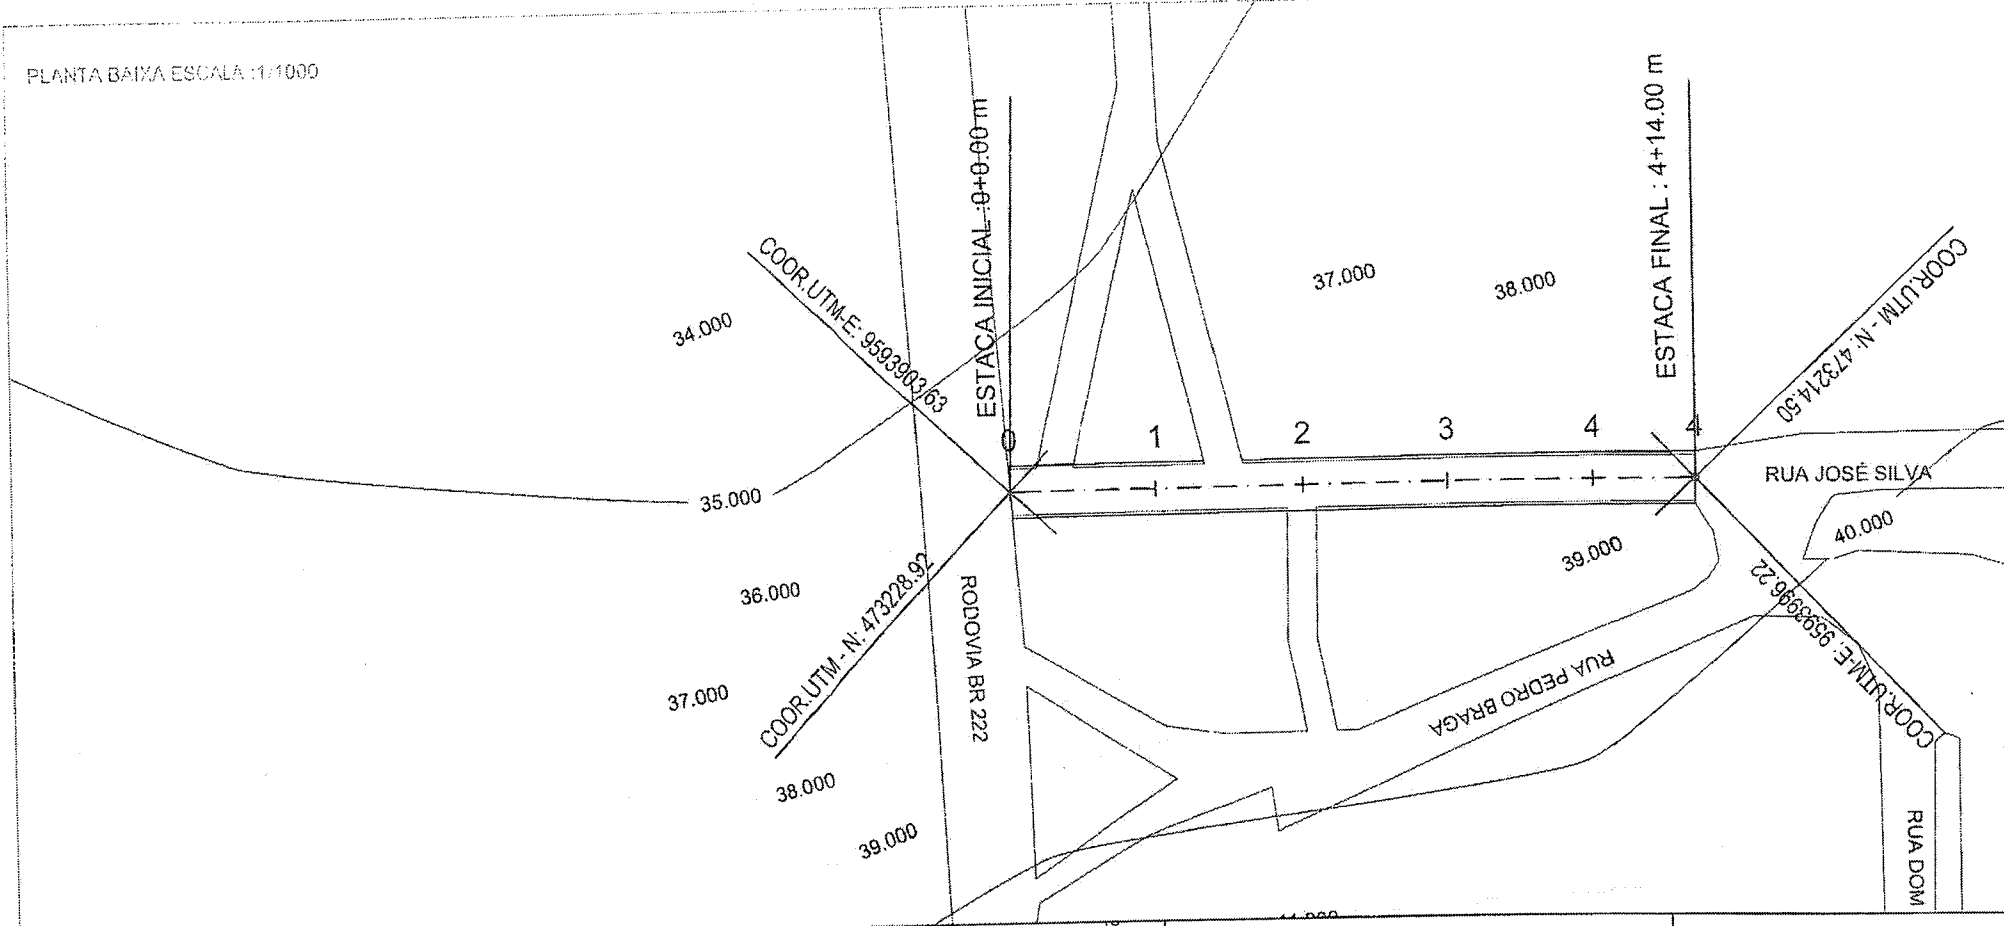 PLANTA BAIXA ESCALA :1/1000
ESTACA INICIAL :0+0.00 m
ESTACA FINAL : 4+14.00 m
COOR.UTM-E: 9593903,63
COOR.UTM - N: 473214.50
37.000
38.000
34.000
0
1
2
3
4
4
RUA JOSÉ SILVA
35.000
40.000
39.000
36.000
COOR.UTM - N: 473228.92
RODOVIA BR 222
COOR.UTM-E: 9593996.22
37.000
RUA PEDRO BRAGA
38.000
39.000
RUA DOM